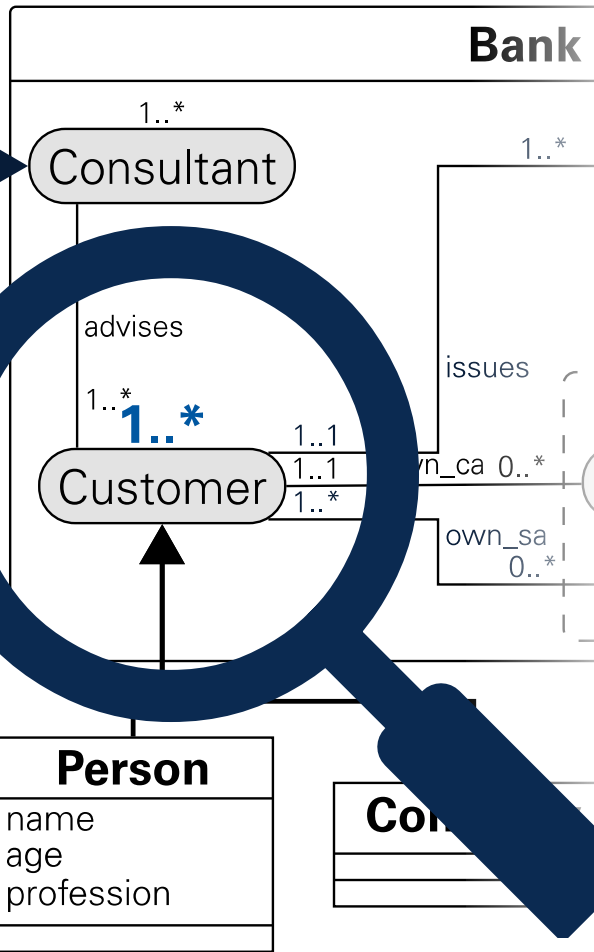 Bank
1..*
Consultant
1..*
advises
issues
1..*
1..*
1..1
Customer
1..1
0..*
1..*
own_sa
0..*
Person
name
age
profession